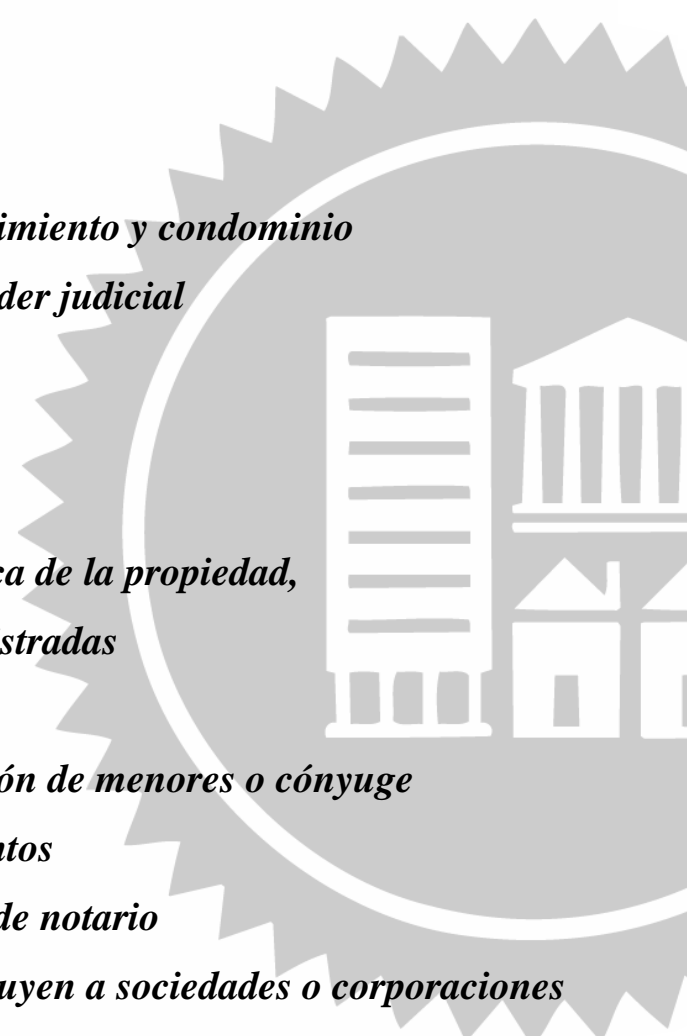 imiento y condominio
der judicial
ca de la propiedad,
stradas
ón de menores o cónyuge
ntos
de notario
uyen a sociedades o corporaciones